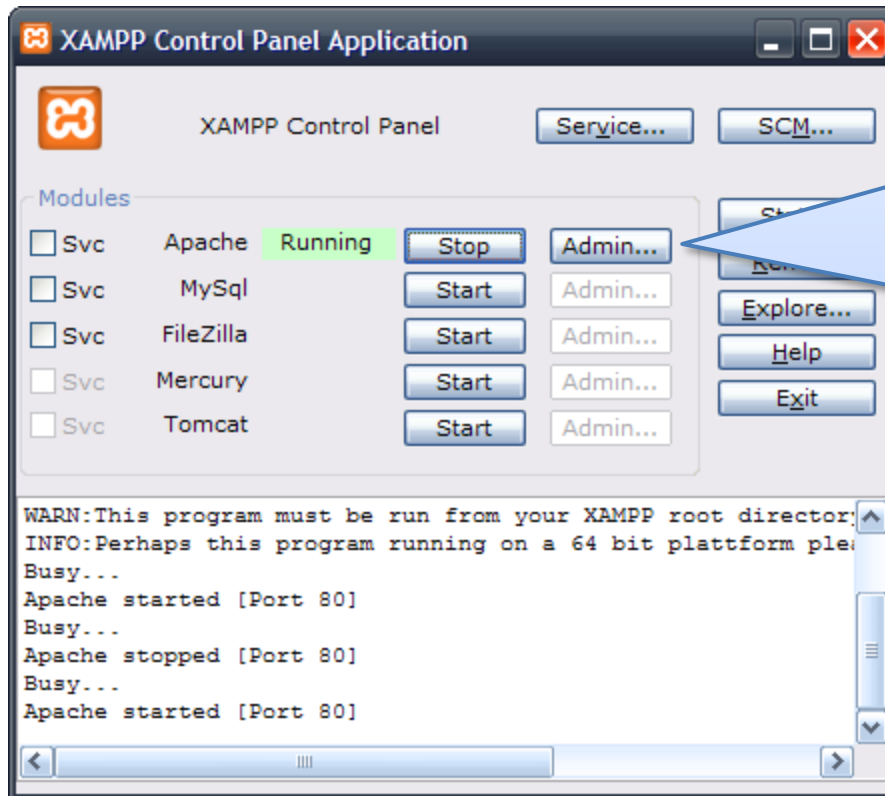 XAMPP Control Panel Application
XAMPP Control Panel Service... SCM...
Modules
Svc Apache Running Stop Admin...
Svc MySql Start Admin...
Explore...
Svc FileZilla Start Admin...
Help
Svc Mercury Start Admin...
Exit
Svc Tomcat Start Admin...
WARN:This program must be run from your XAMPP root
INFO:Perhaps this program running on a 64 bit plattform
Busy...
Apache started [Port 80]
Busy...
Apache stopped [Port 80]
Busy...
Apache started [Port 80]